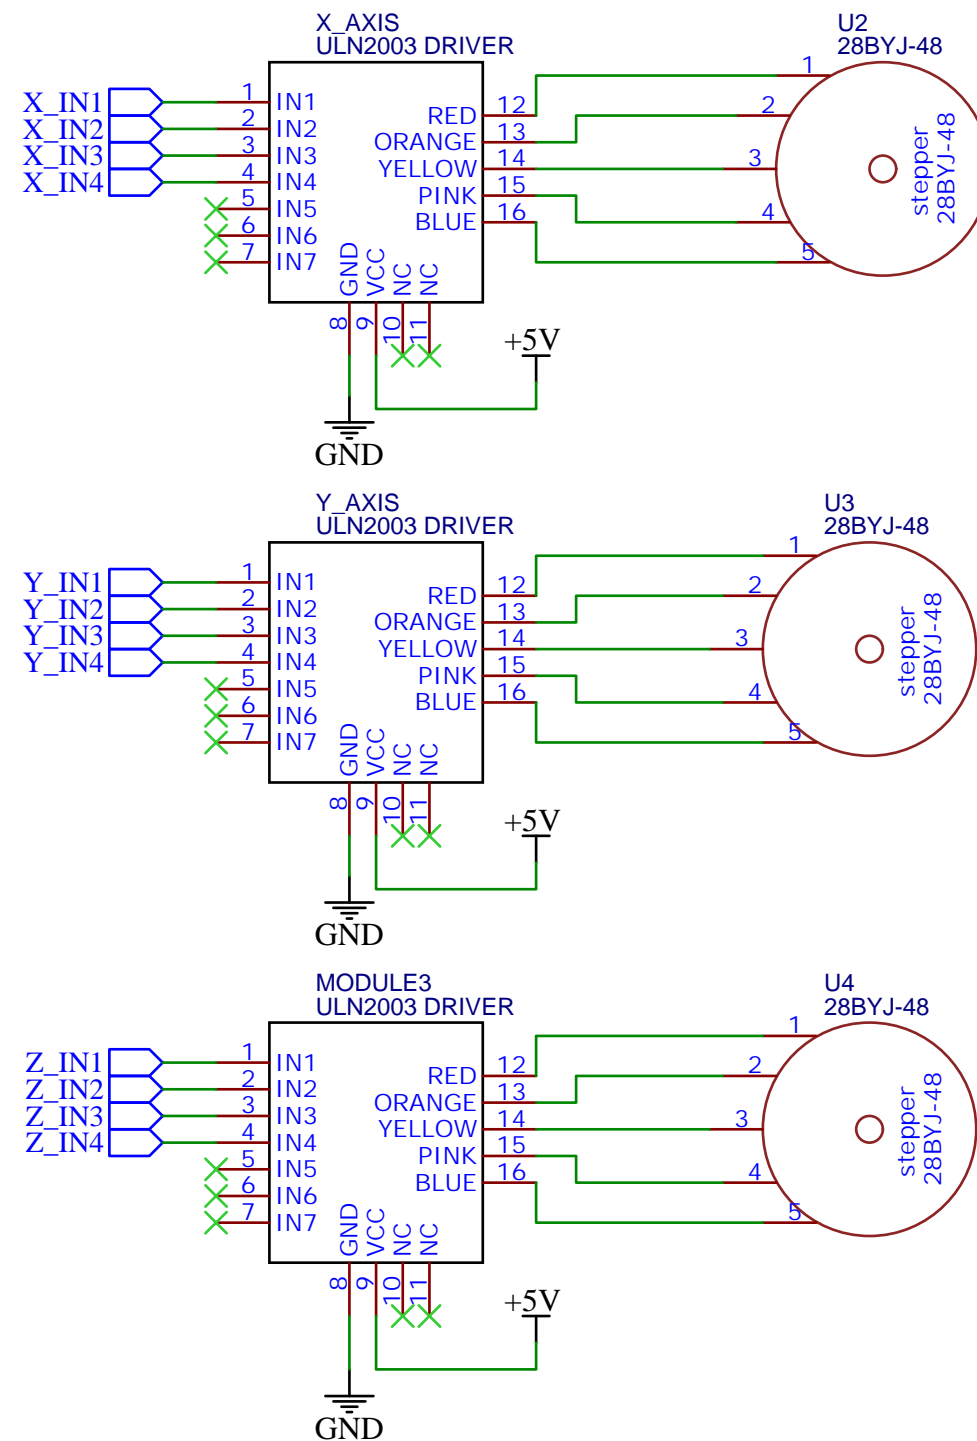 X_AXIS
ULN2003 DRIVER
U2
28BYJ-48
X_IN1 1 IN1
X_IN2 2 IN2
X_IN3 3 IN3
X_IN4 4 IN4
5 IN5
6 IN6
7 IN7
RED 12 1
ORANGE 13 2
YELLOW 14 3
PINK 15 4
BLUE 16 5
stepper
28BYJ-48
GND VCC NC NC
8 9 10 11
+5V
GND
Y_AXIS
ULN2003 DRIVER
U3
28BYJ-48
Y_IN1 1 IN1
Y_IN2 2 IN2
Y_IN3 3 IN3
Y_IN4 4 IN4
5 IN5
6 IN6
7 IN7
RED 12 1
ORANGE 13 2
YELLOW 14 3
PINK 15 4
BLUE 16 5
stepper
28BYJ-48
GND VCC NC NC
8 9 10 11
+5V
GND
MODULE3
ULN2003 DRIVER
U4
28BYJ-48
Z_IN1 1 IN1
Z_IN2 2 IN2
Z_IN3 3 IN3
Z_IN4 4 IN4
5 IN5
6 IN6
7 IN7
RED 12 1
ORANGE 13 2
YELLOW 14 3
PINK 15 4
BLUE 16 5
stepper
28BYJ-48
GND VCC NC NC
8 9 10 11
+5V
GND